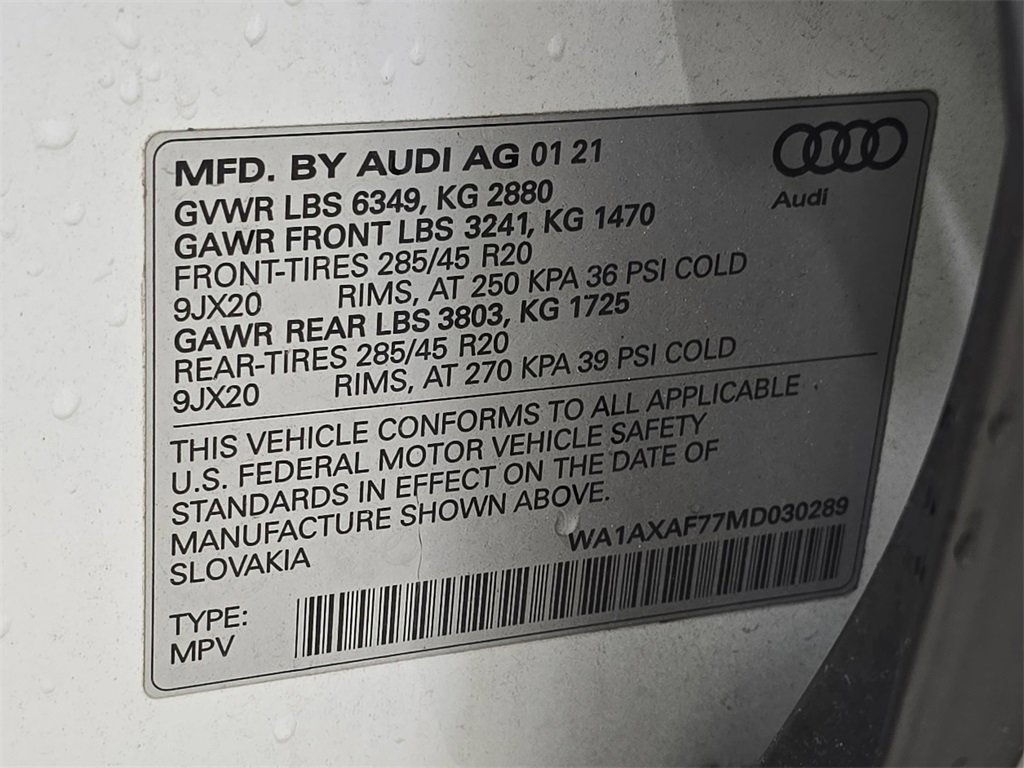 MFD. BY AUDI AG 01 21
Audi
GVWR LBS 6349, KG 2880
GAWR FRONT LBS 3241, KG 1470
FRONT-TIRES 285/45 R20
9JX20 RIMS, AT 250 KPA 36 PSI COLD
GAWR REAR LBS 3803, KG 1725
REAR-TIRES 285/45 R20
9JX20 RIMS, AT 270 KPA 39 PSI COLD
THIS VEHICLE CONFORMS TO ALL APPLICABLE
U.S. FEDERAL MOTOR VEHICLE SAFETY
STANDARDS IN EFFECT ON THE DATE OF
MANUFACTURE SHOWN ABOVE.
SLOVAKIA
WA1AXAF77MD030289
TYPE:
MPV